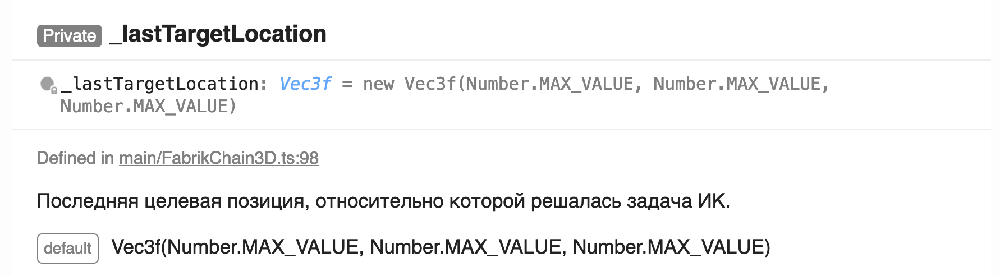 Private _lastTargetLocation
_lastTargetLocation: Vec3f = new Vec3f(Number.MAX_VALUE, Number.MAX_VALUE,
Number.MAX_VALUE)
Defined in main/FabrikChain3D.ts:98
Последняя целевая позиция, относительно которой решалась задача ИК.
default Vec3f(Number.MAX_VALUE, Number.MAX_VALUE, Number.MAX_VALUE)